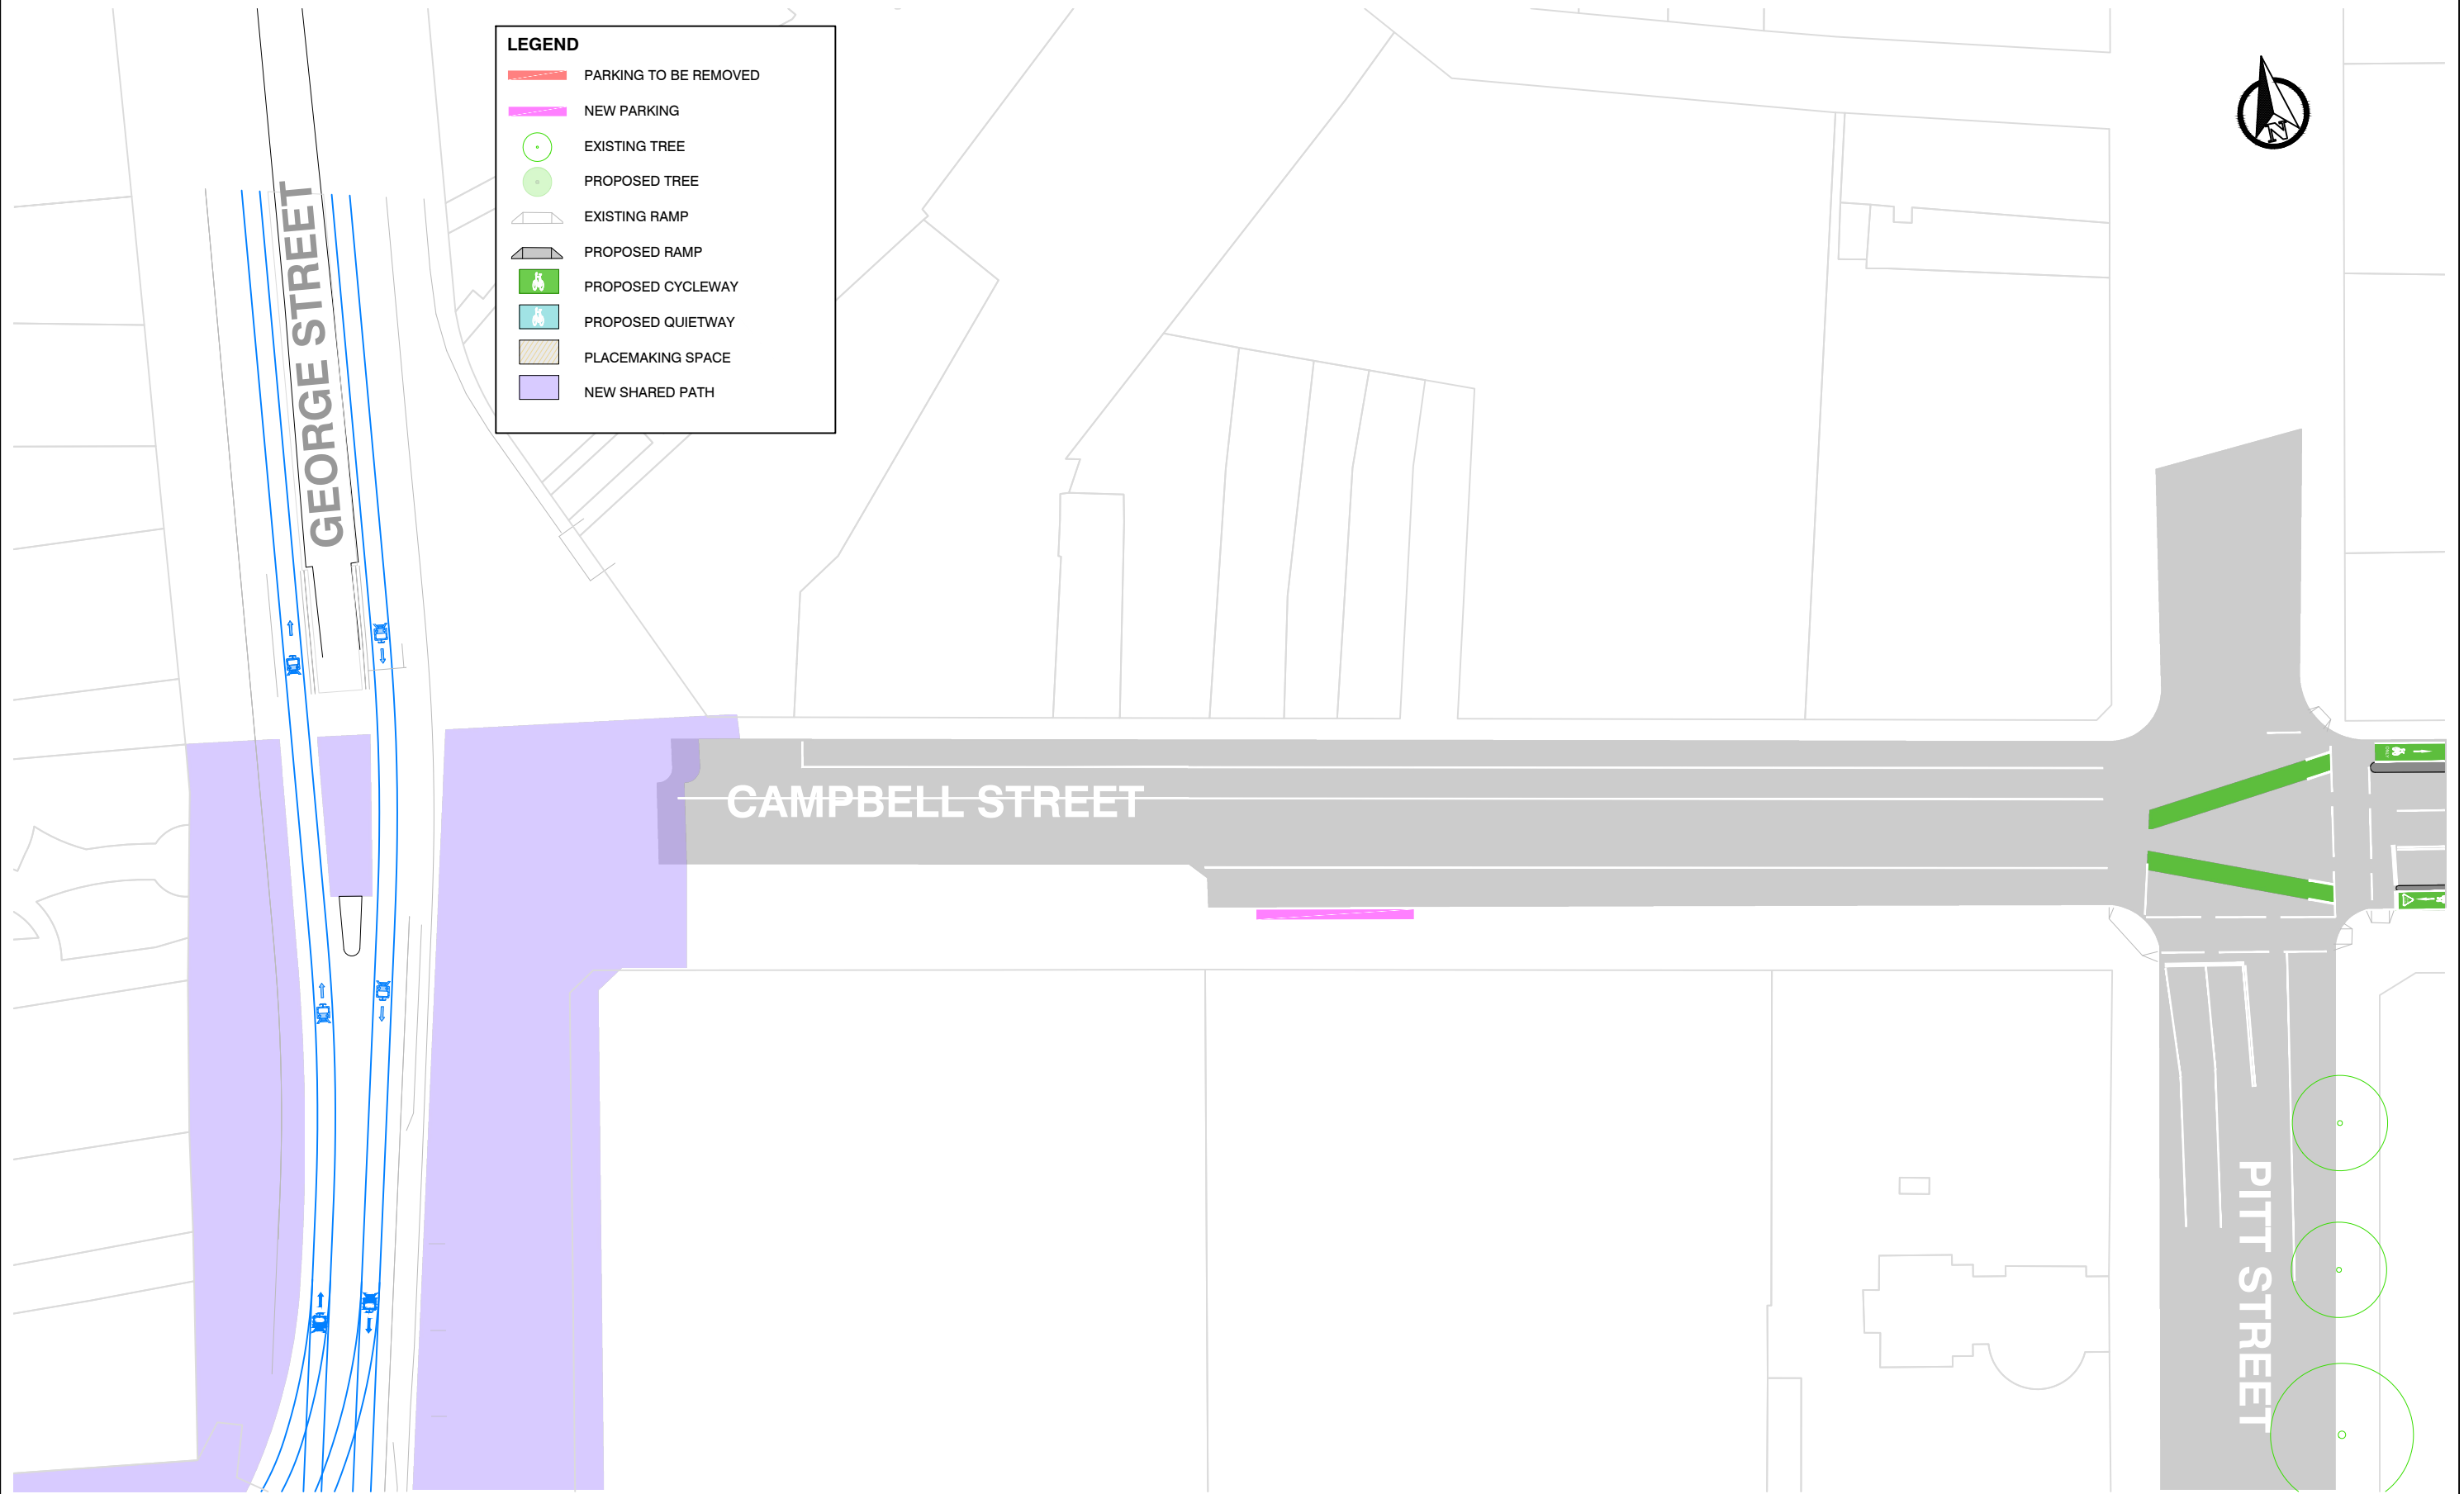 LEGEND
PARKING TO BE REMOVED
NEW PARKING
EXISTING TREE
PROPOSED TREE
EXISTING RAMP
PROPOSED RAMP
PROPOSED CYCLEWAY
PROPOSED QUIETWAY
PLACEMAKING SPACE
NEW SHARED PATH
N
GEORGE STREET
CAMPBELL STREET
PITT STREET